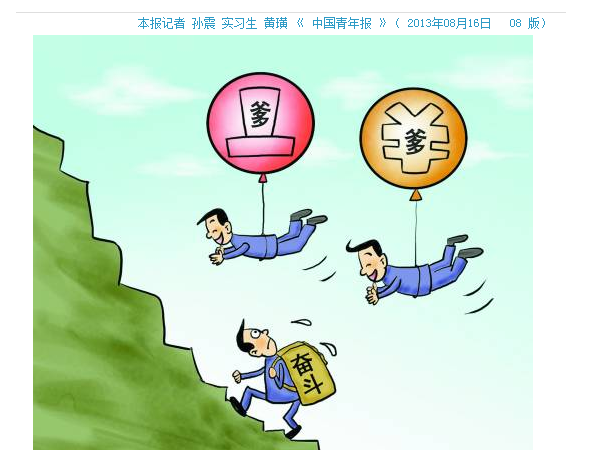 本报记者 孙震 实习生 黄璜 《 中国青年报 》（ 2013年08月16日 08 版）
爹
爹
奋斗